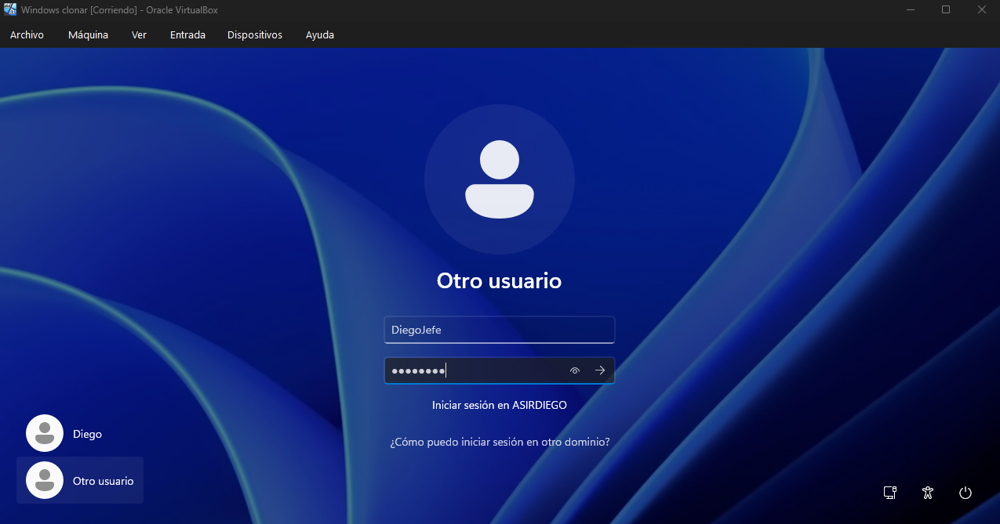 Windows clonar [Corriendo] - Oracle VirtualBox
Archivo Máquina Ver Entrada Dispositivos Ayuda
Otro usuario
DiegoJefe
Iniciar sesión en ASIRDIEGO
¿Cómo puedo iniciar sesión en otro dominio?
Diego
Otro usuario